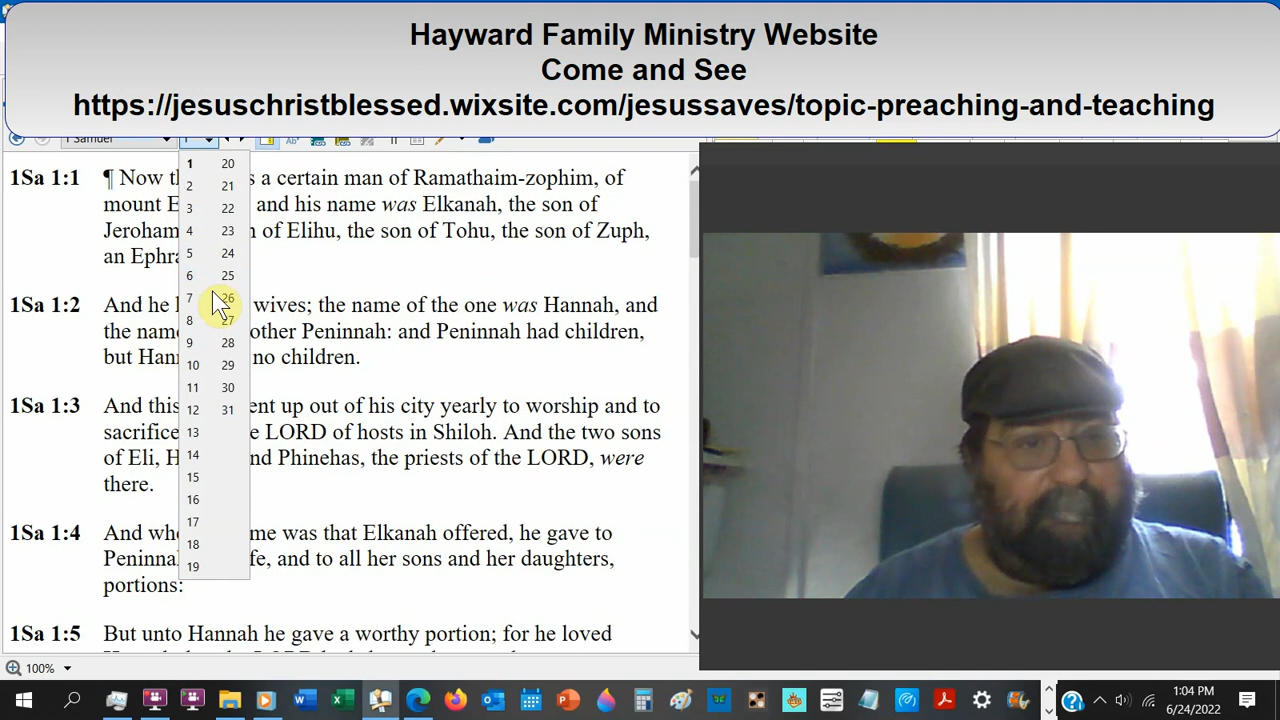 Hayward Family Ministry Website
Come and See
https://jesuschristblessed.wixsite.com/jesussaves/topic-preaching-and-teaching
1 Samuel 1
1Sa 1:1 ¶ Now th s a certain man of Ramathaim-zophim, of
mount E and his name was Elkanah, the son of
Jeroham n of Elihu, the son of Tohu, the son of Zuph,
an Ephra
1Sa 1:2 And he wives; the name of the one was Hannah, and
the name other Peninnah: and Peninnah had children,
but Han no children.
1Sa 1:3 And this ent up out of his city yearly to worship and to
sacrifice e LORD of hosts in Shiloh. And the two sons
of Eli, H nd Phinehas, the priests of the LORD, were
there.
1Sa 1:4 And whe me was that Elkanah offered, he gave to
Peninna fe, and to all her sons and her daughters,
portions:
1Sa 1:5 But unto Hannah he gave a worthy portion; for he loved
1 20
2 21
3 22
4 23
5 24
6 25
7 26
8 27
9 28
10 29
11 30
12 31
13
14
15
16
17
18
19
100%
1:04 PM
6/24/2022